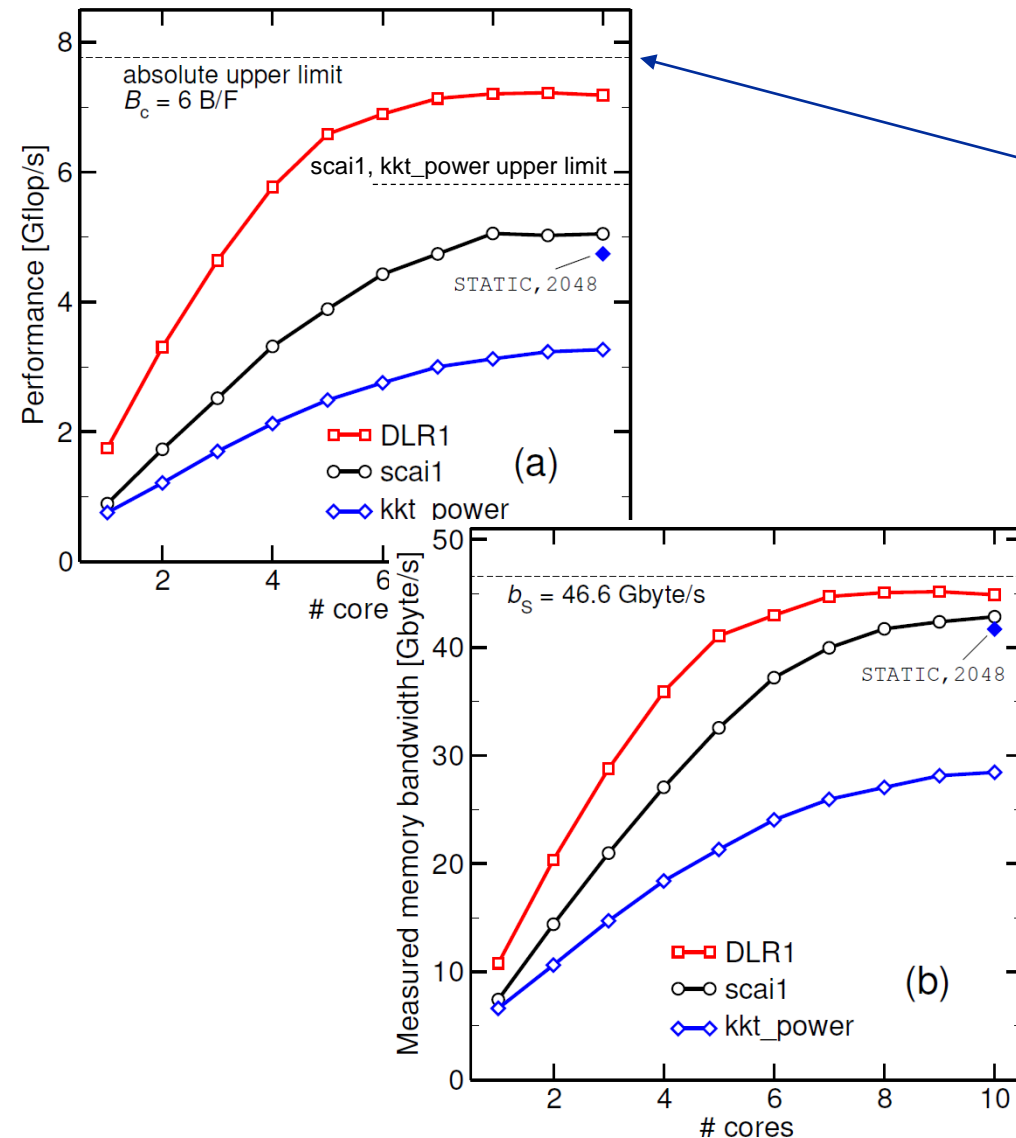 8
absolute upper limit
Bc = 6 B/F
scai1, kkt_power upper limit
6
Performance [Gflop/s]
STATIC,2048
4
2
DLR1
scai1
kkt_power
(a)
0
2 4 6
# core
50
bS = 46.6 Gbyte/s
40
STATIC,2048
Measured memory bandwidth [Gbyte/s]
30
20
DLR1
10
scai1
kkt_power
(b)
0
2 4 6 8 10
# cores